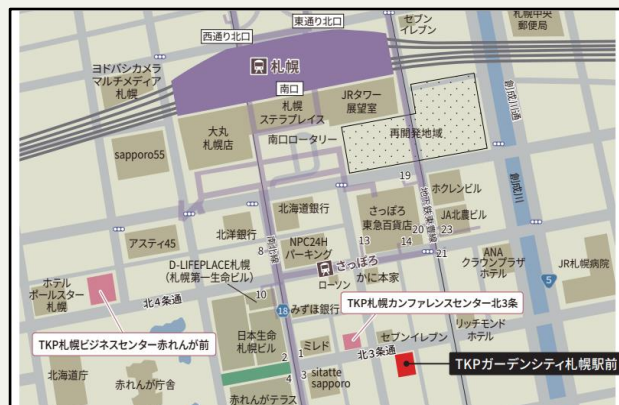 東通り北口
西通り北口
セブン
イレブン
札幌中央
郵便局
ヨドバシカメラ
マルチメディア
札幌
札幌
南口
札幌
ステラプレイス
JRタワー
展望室
大丸
札幌店
南口ロータリー
再開発地域
創成川通
sapporo55
19
創成川
ホクレンビル
地下鉄東豊線
北海道銀行
さっぽろ
東急百貨店
JA北農ビル
北洋銀行
アスティ45
8
南北線
NPC24H
パーキング
13
14
20
23
21
さっぽろ
D-LIFEPLACE札幌
(札幌第一生命ビル)
ローソン
かに本家
ANA
クラウンプラザ
ホテル
JR札幌病院
5
ホテル
ポールスター
札幌
北4条通
10
18
みずほ銀行
TKP札幌カンファレンスセンター北3条
リッチモンド
ホテル
TKP札幌ビジネスセンター赤れんが前
日本生命
札幌ビル
ミレド
セブンイレブン
2
1
北3条通
TKPガーデンシティ札幌駅前
北海道庁
赤れんが庁舎
4
3
sitatte
sapporo
赤れんがテラス